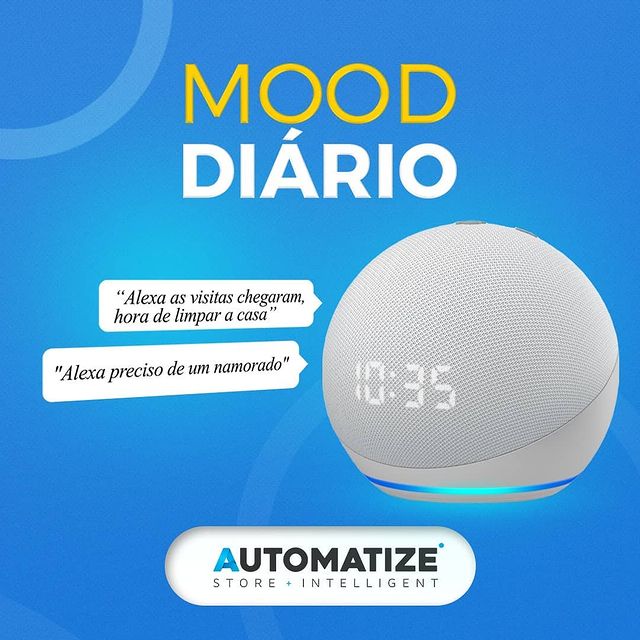 MOOD
DIÁRIO
“Alexa as visitas chegaram,
hora de limpar a casa”
"Alexa preciso de um namorado"
10:35
AUTOMATIZE
STORE + INTELLIGENT